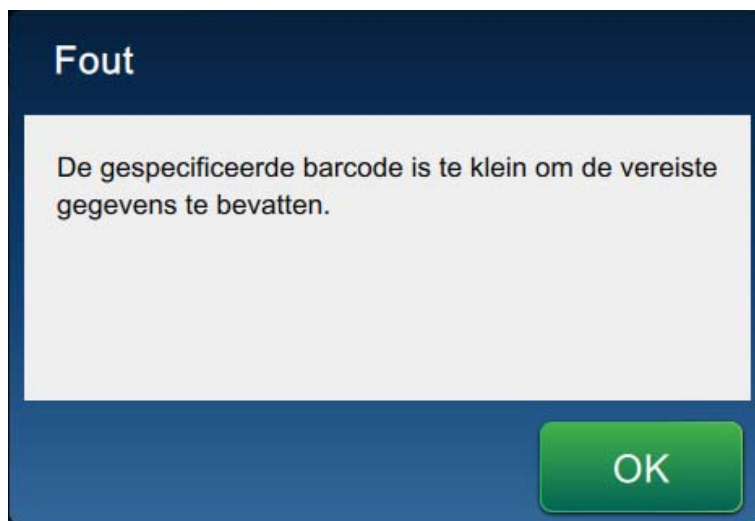 Fout
De gespecificeerde barcode is te klein om de vereiste
gegevens te bevatten.
OK